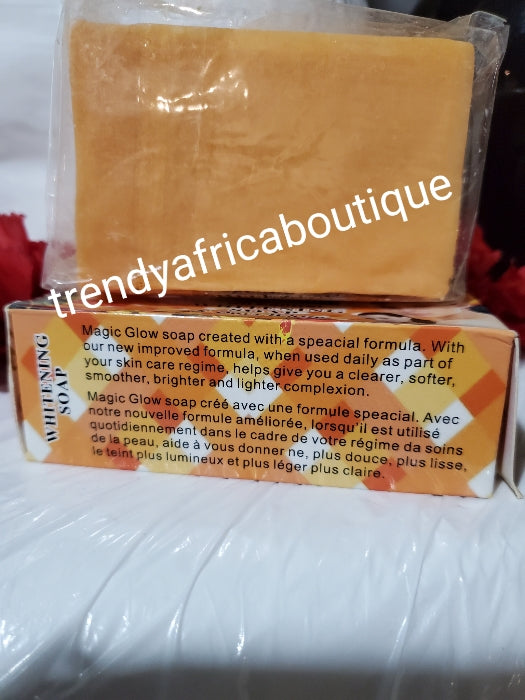 trendyafricaboutique
WHITENING
SOAP
Magic Glow soap created with a speacial formula. With
our new improved formula, when used daily as part of
your skin care regime, helps give you a clearer, softer,
smoother, brighter and lighter complexion.
Magic Glow soap créé avec une formule speacial. Avec
notre nouvelle formule améliorée, lorsqu'il est utilisé
quotidiennement dans le cadre de votre régime da soins
de la peau, aide à vous donner ne, plus douce, plus lisse,
le teint plus lumineux et plus léger plus claire.